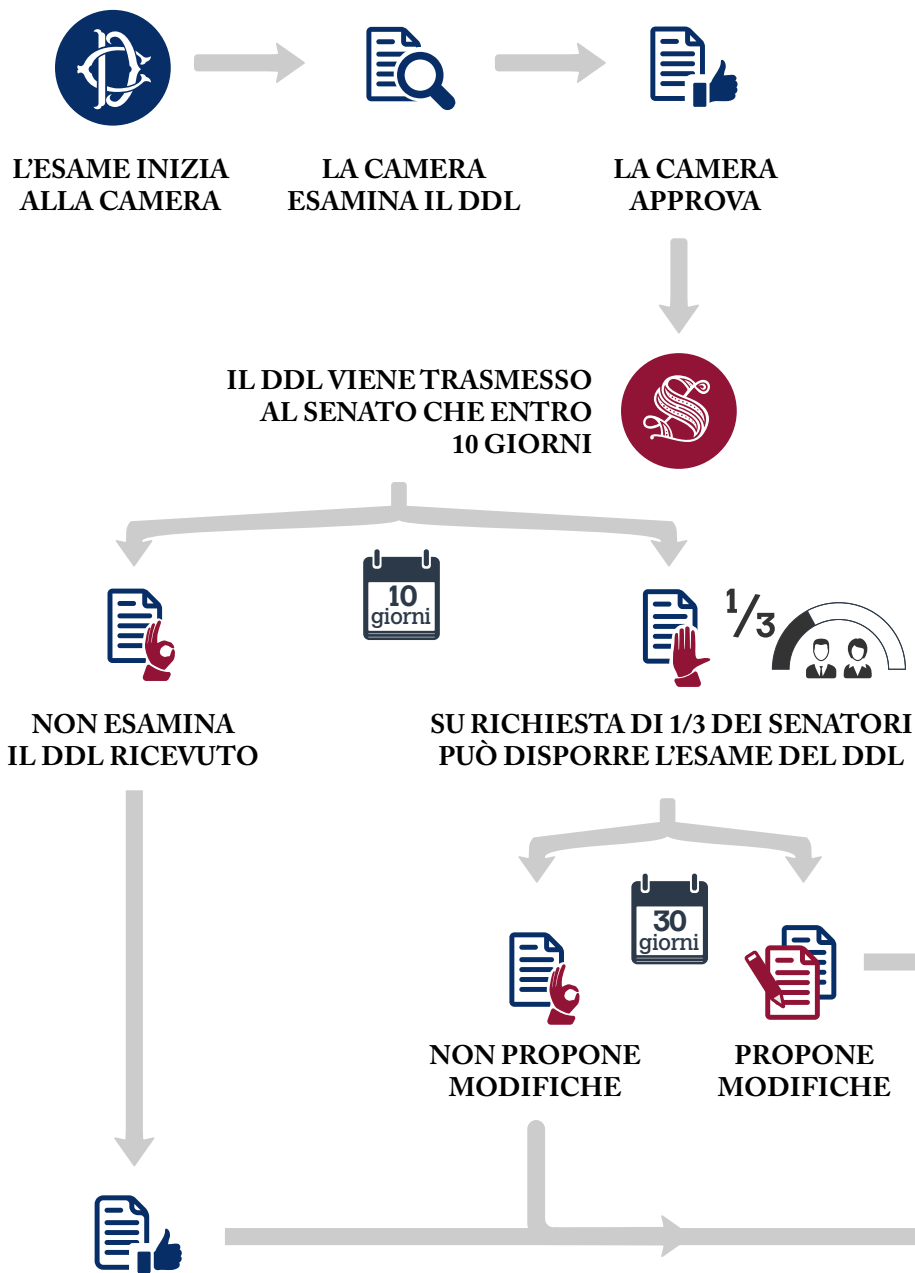 L’ESAME INIZIA
ALLA CAMERA
LA CAMERA
ESAMINA IL DDL
LA CAMERA
APPROVA
IL DDL VIENE TRASMESSO
AL SENATO CHE ENTRO
10 GIORNI
10
giorni
1/3
NON ESAMINA
IL DDL RICEVUTO
SU RICHIESTA DI 1/3 DEI SENATORI
PUÒ DISPORRE L’ESAME DEL DDL
30
giorni
NON PROPONE
MODIFICHE
PROPONE
MODIFICHE